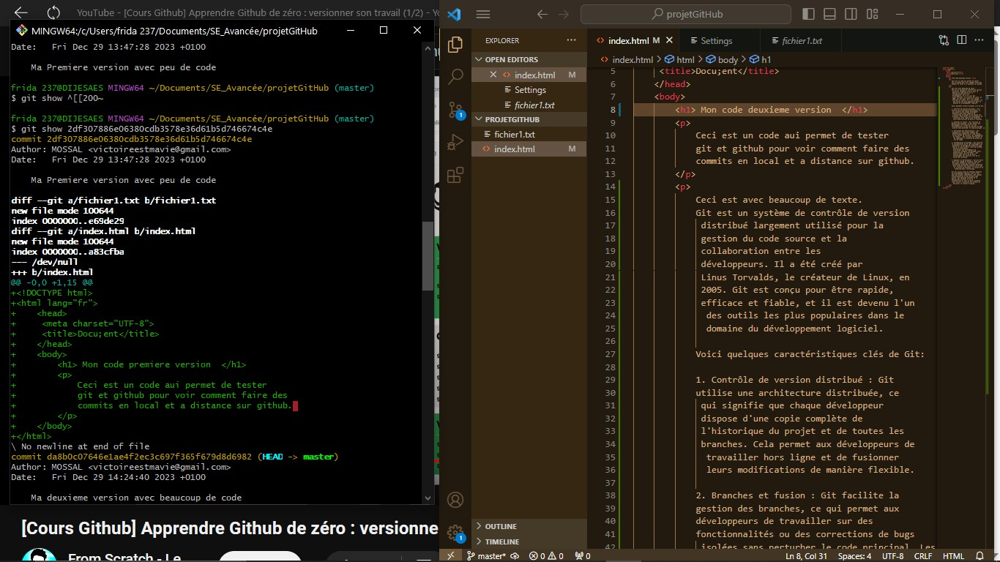 YouTube - [Cours Github] Apprendre Github de zéro : versionner son travail (1/2) - Yo
MINGW64:/c/Users/frida 237/Documents/SE_Avancée/projetGitHub
Date:   Fri Dec 29 13:47:28 2023 +0100
    Ma Premiere version avec peu de code
frida 237@DIJESAES MINGW64 ~/Documents/SE_Avancée/projetGitHub (master)
$ git show ^[[200~
frida 237@DIJESAES MINGW64 ~/Documents/SE_Avancée/projetGitHub (master)
$ git show 2df307886e06380cdb3578e36d61b5d746674c4e
commit 2df307886e06380cdb3578e36d61b5d746674c4e
Author: MOSSAL <victoireestmavie@gmail.com>
Date:   Fri Dec 29 13:47:28 2023 +0100
    Ma Premiere version avec peu de code
diff --git a/fichier1.txt b/fichier1.txt
new file mode 100644
index 0000000..e69de29
diff --git a/index.html b/index.html
new file mode 100644
index 0000000..a83cfba
--- /dev/null
+++ b/index.html
@@ -0,0 +1,15 @@
+<!DOCTYPE html>
+<html lang="fr">
+    <head>
+     <meta charset="UTF-8">
+     <title>Docu;ent</title>
+    </head>
+    <body>
+        <h1> Mon code premiere version  </h1>
+        <p>
+            Ceci est un code aui permet de tester
+            git et github pour voir comment faire des
+            commits en local et a distance sur github.
+        </p>
+    </body>
+</html>
\ No newline at end of file
commit da8b0c07646e1ae4f2ec3c697f365f679d8d6982 (HEAD -> master)
Author: MOSSAL <victoireestmavie@gmail.com>
Date:   Fri Dec 29 14:24:40 2023 +0100
    Ma deuxieme version avec beaucoup de code
[Cours Github] Apprendre Github de zéro : versionne
From Scratch - Le
projetGitHub
EXPLORER
OPEN EDITORS
index.html M
Settings
fichier1.txt
PROJETGITHUB
fichier1.txt
index.html M
OUTLINE
TIMELINE
1
1
index.html M
Settings
fichier1.txt
index.html > html > body > h1
5 <title>Docu;ent</title>
6 </head>
7 <body>
8 <h1> Mon code deuxieme version  </h1>
9 <p>
10 Ceci est un code aui permet de tester
11 git et github pour voir comment faire des
12 commits en local et a distance sur github.
13 </p>
14 <p>
15 Ceci est avec beaucoup de texte.
16 Git est un système de contrôle de version
17 distribué largement utilisé pour la
18 gestion du code source et la
19 collaboration entre les
20 développeurs. Il a été créé par
21 Linus Torvalds, le créateur de Linux, en
22 2005. Git est conçu pour être rapide,
23 efficace et fiable, et il est devenu l'un
24 des outils les plus populaires dans le
25 domaine du développement logiciel.
26
27 Voici quelques caractéristiques clés de Git:
28
29 1. Contrôle de version distribué : Git
30 utilise une architecture distribuée, ce
31 qui signifie que chaque développeur
32 dispose d'une copie complète de
33 l'historique du projet et de toutes les
34 branches. Cela permet aux développeurs de
35 travailler hors ligne et de fusionner
36 leurs modifications de manière flexible.
37
38 2. Branches et fusion : Git facilite la
39 gestion des branches, ce qui permet aux
40 développeurs de travailler sur des
41 fonctionnalités ou des corrections de bugs
42 isolées sans perturber le code principal. Les
master* 0 0 0
Ln 8, Col 31 Spaces: 4 UTF-8 CRLF HTML